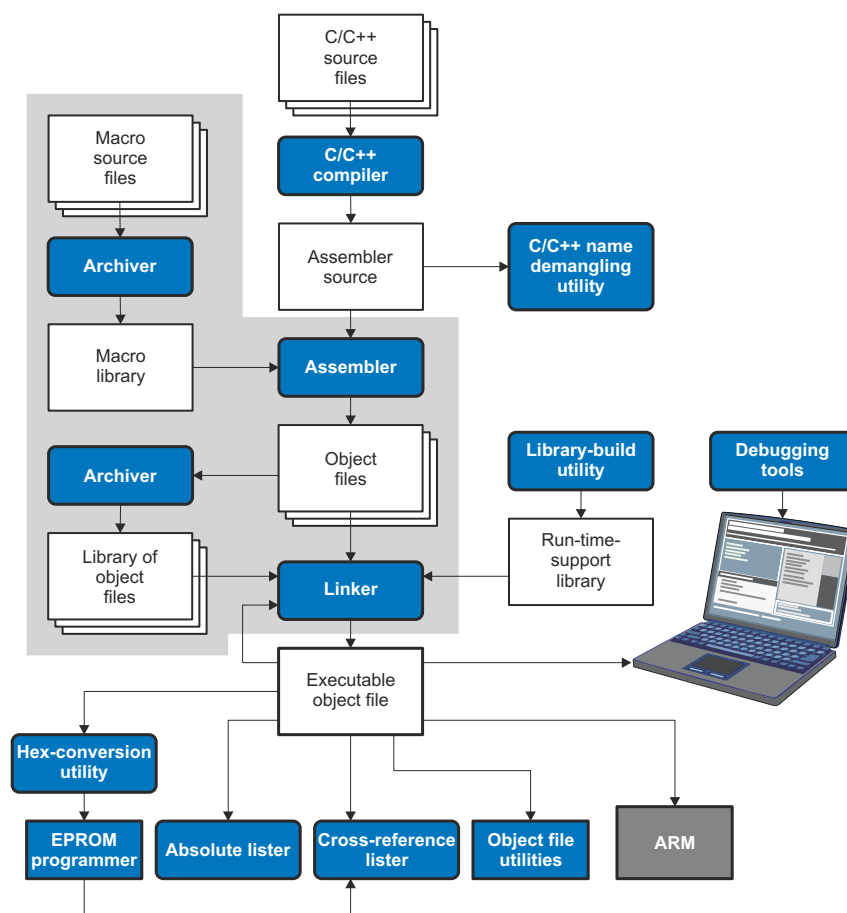 C/C++
source
files
Macro
source
files
C/C++
compiler
Archiver
Assembler
source
C/C++ name
demangling
utility
Macro
library
Assembler
Archiver
Object
files
Library-build
utility
Debugging
tools
Library of
object
files
Linker
Run-time-
support
library
Executable
object file
Hex-conversion
utility
EPROM
programmer
Absolute lister
Cross-reference
lister
Object file
utilities
ARM